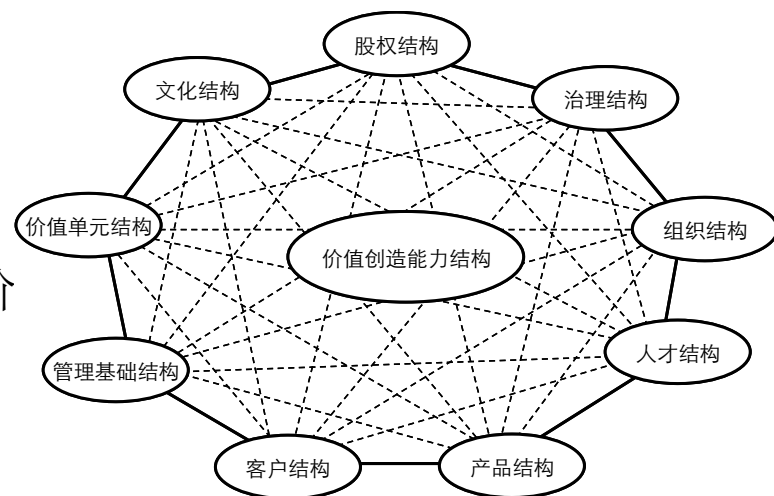 股权结构
文化结构
治理结构
价值单元结构
组织结构
价值创造能力结构
价
人才结构
管理基础结构
客户结构
产品结构